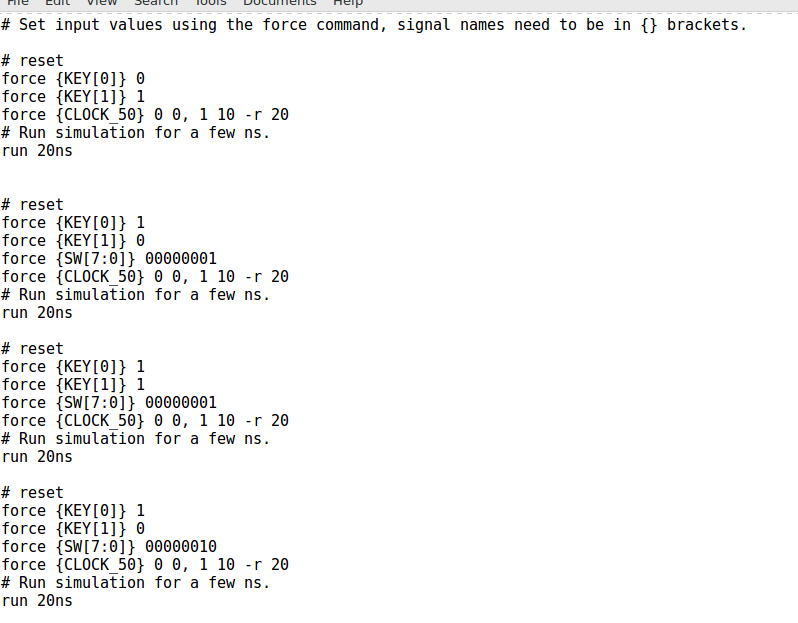 File Edit View Search Tools Documents Help
# Set input values using the force command, signal names need to be in {} brackets.
# reset
force {KEY[0]} 0
force {KEY[1]} 1
force {CLOCK_50} 0 0, 1 10 -r 20
# Run simulation for a few ns.
run 20ns
# reset
force {KEY[0]} 1
force {KEY[1]} 0
force {SW[7:0]} 00000001
force {CLOCK_50} 0 0, 1 10 -r 20
# Run simulation for a few ns.
run 20ns
# reset
force {KEY[0]} 1
force {KEY[1]} 1
force {SW[7:0]} 00000001
force {CLOCK_50} 0 0, 1 10 -r 20
# Run simulation for a few ns.
run 20ns
# reset
force {KEY[0]} 1
force {KEY[1]} 0
force {SW[7:0]} 00000010
force {CLOCK_50} 0 0, 1 10 -r 20
# Run simulation for a few ns.
run 20ns